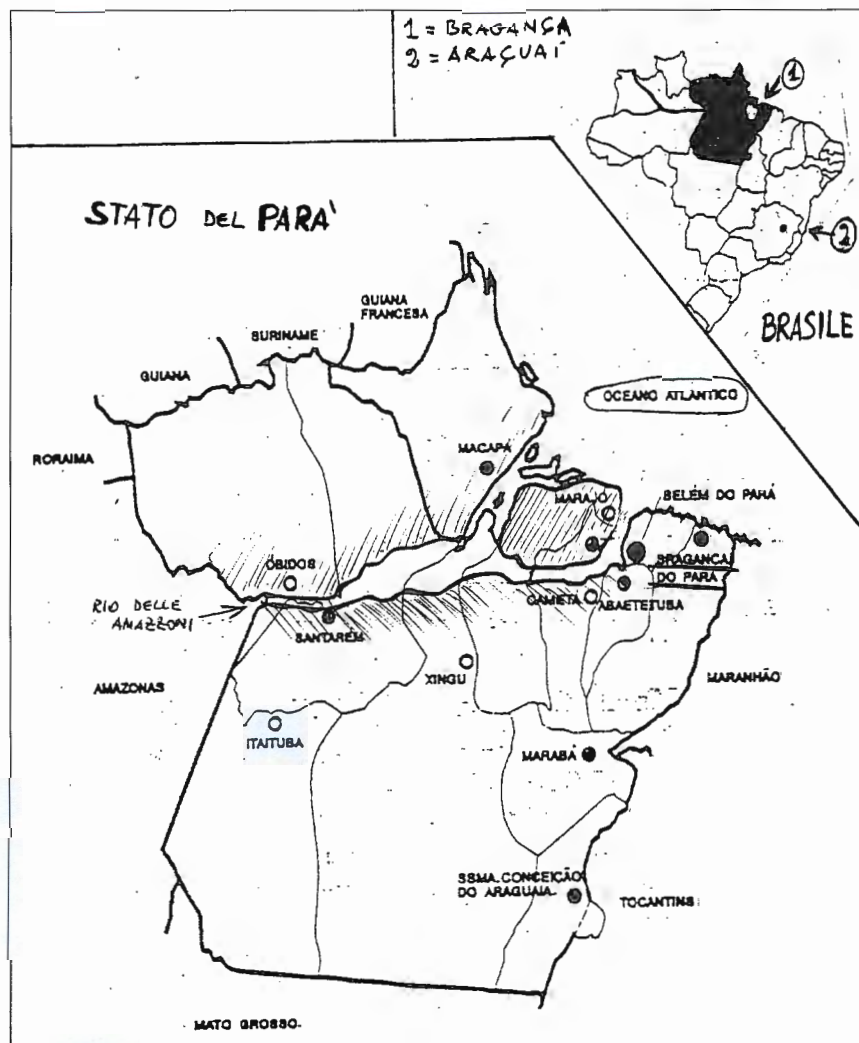 1 = BRAGANÇA
2 = ARAÇUAÍ
1
2
BRASILE
STATO DEL PARA'
GUIANA
FRANCESA
SURINAME
GUIANA
OCEANO ATLANTICO
RORAIMA
MACAPÁ
MARAJÓ
BELÉM DO PARÁ
ÓBIDOS
BRAGANÇA
DO PARÁ
RIO DELLE
AMAZZONI
CAMETÁ
ABAETETUBA
SANTARÉM
AMAZONAS
XINGU
MARANHÃO
ITAITUBA
MARABÁ
SSMA. CONCEIÇÃO
DO ARAGUAIA
TOCANTINS
MATO GROSSO